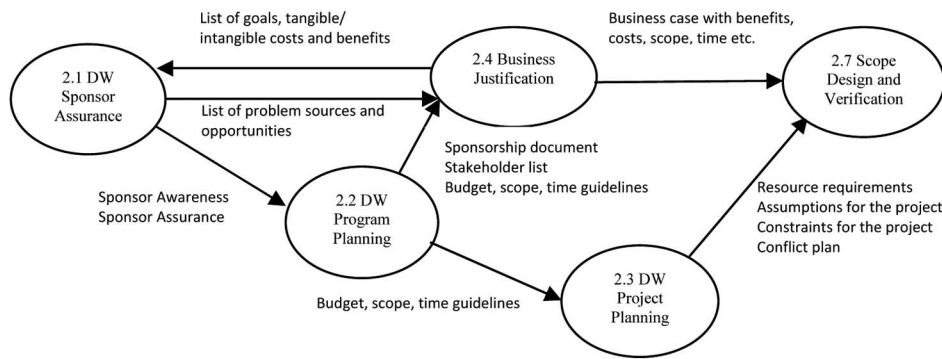 List of goals, tangible/
intangible costs and benefits
Business case with benefits,
costs, scope, time etc.
2.1 DW
Sponsor
Assurance
2.4 Business
Justification
2.7 Scope
Design and
Verification
List of problem sources and
opportunities
Sponsorship document
Stakeholder list
Budget, scope, time guidelines
Sponsor Awareness
Sponsor Assurance
2.2 DW
Program
Planning
Resource requirements
Assumptions for the project
Constraints for the project
Conflict plan
Budget, scope, time guidelines
2.3 DW
Project
Planning